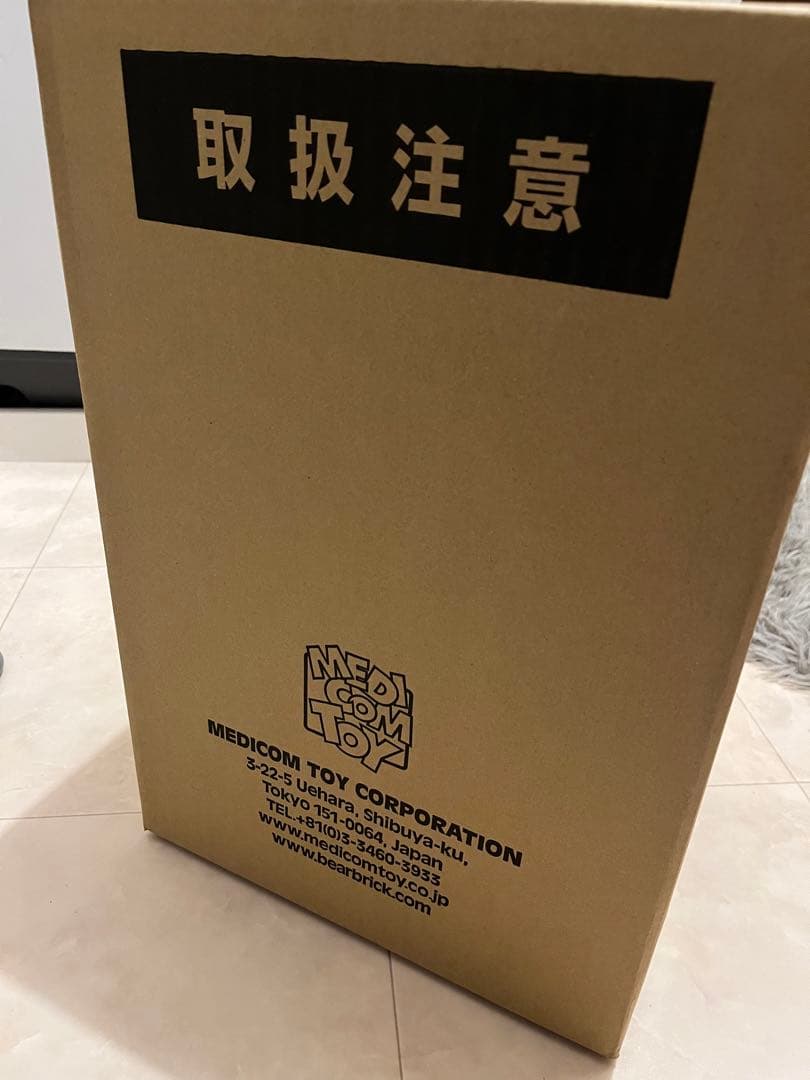 取扱注意
MEDI
COM
TOY
MEDICOM TOY CORPORATION
3-22-5 Uehara, Shibuya-ku,
Tokyo 151-0064, Japan
TEL.+81(0)3-3460-3933
www.medicomtoy.co.jp
www.bearbrick.com